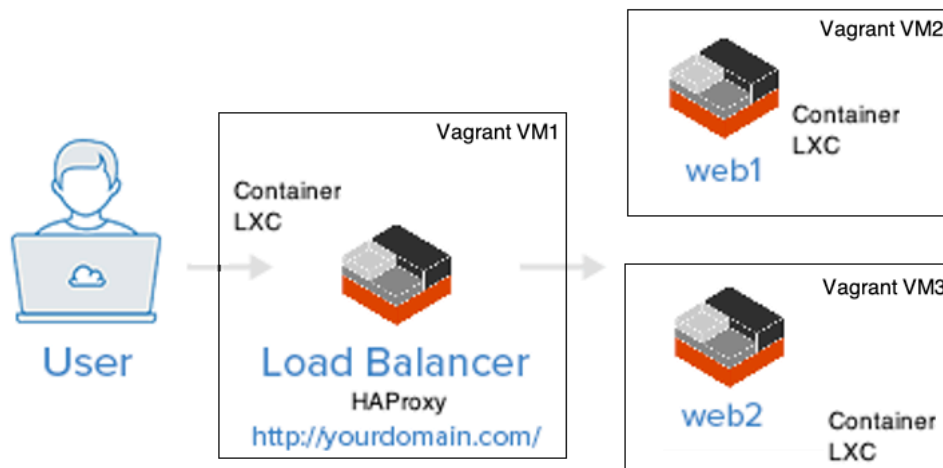 User
Vagrant VM1
Container
LXC
Load Balancer
HAProxy
http://yourdomain.com/
Vagrant VM2
Container
LXC
web1
Vagrant VM3
web2
Container
LXC